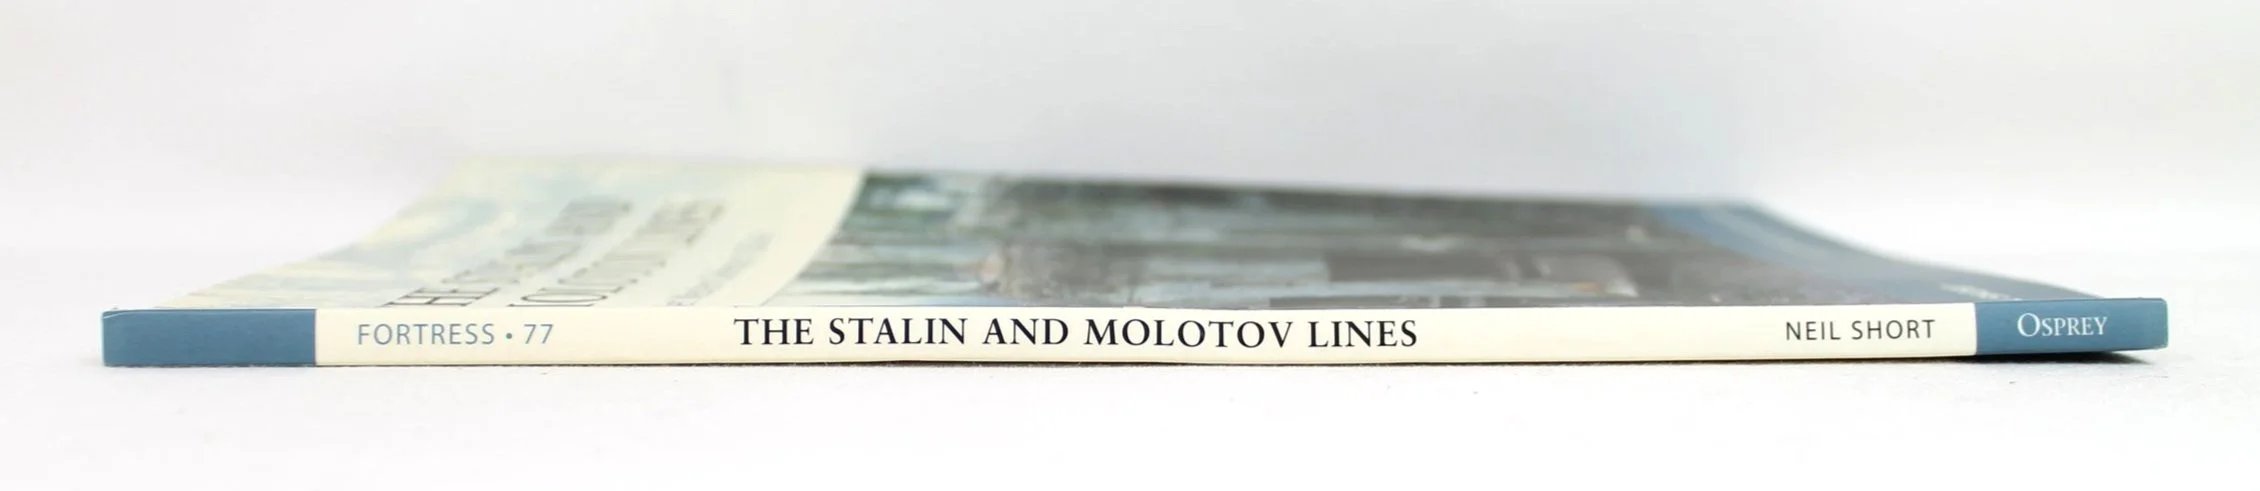 FORTRESS • 77 THE STALIN AND MOLOTOV LINES NEIL SHORT OSPREY